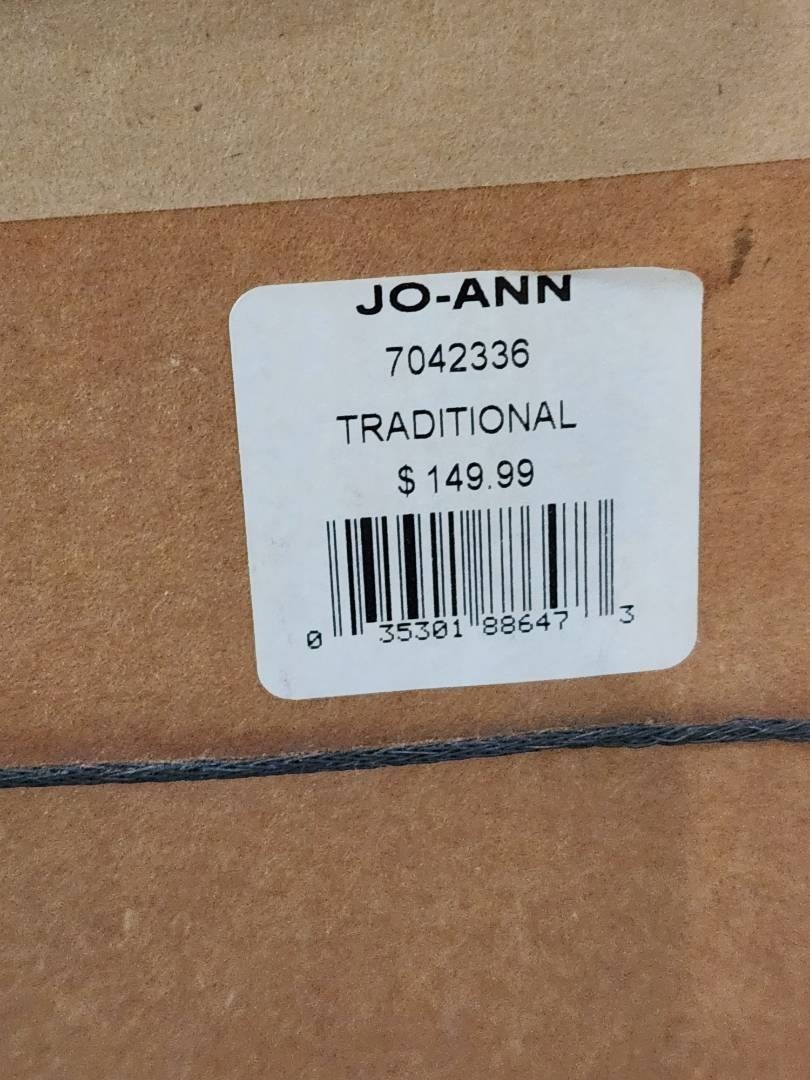 JO-ANN
7042336
TRADITIONAL
$ 149.99
0 35301 88647 3